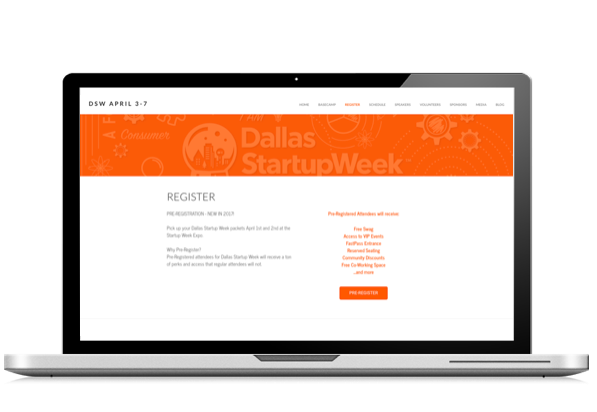 DSW APRIL 3-7
HOME BASECAMP REGISTER SCHEDULE SPEAKERS VOLUNTEERS SPONSORS MEDIA BLOG
Consumer
Dallas
StartupWeek
REGISTER
PRE-REGISTRATION - NEW IN 2017!
Pick up your Dallas Startup Week packets April 1st and 2nd at the
Startup Week Expo.
Why Pre-Register?
Pre-Registered attendees for Dallas Startup Week will receive a ton
of perks and access that regular attendees will not.
Pre-Registered Attendees will receive:
Free Swag
Access to VIP Events
FastPass Entrance
Reserved Seating
Community Discounts
Free Co-Working Space
...and more
PRE-REGISTER